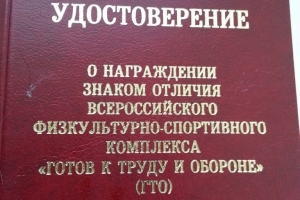 УДОСТОВЕРЕНИЕ
О НАГРАЖДЕНИИ
ЗНАКОМ ОТЛИЧИЯ
ВСЕРОССИЙСКОГО
ФИЗКУЛЬТУРНО-СПОРТИВНОГО
КОМПЛЕКСА
«ГОТОВ К ТРУДУ И ОБОРОНЕ»
(ГТО)